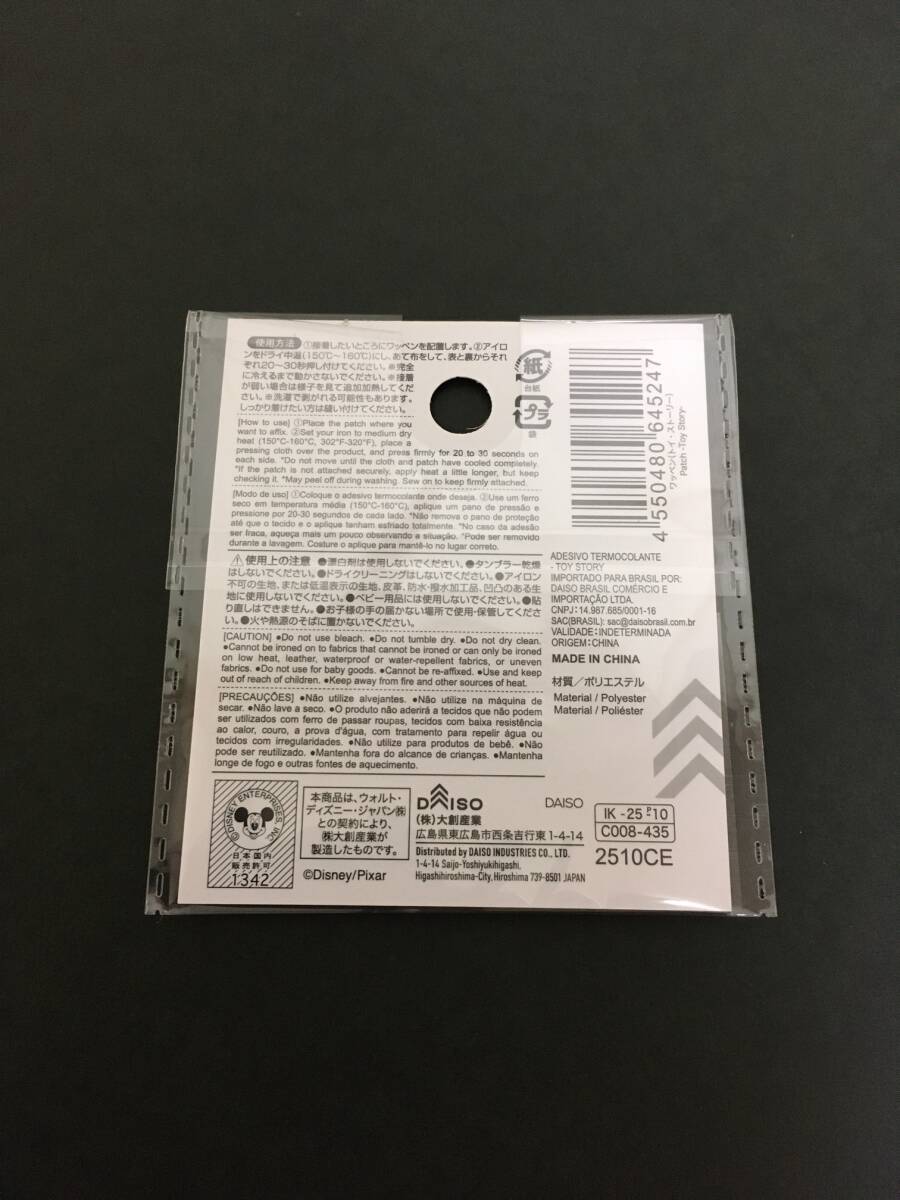 使用方法 ①接着したいところにワッペンを配置します。②アイロ
ンをドライ中温(150℃～160℃)にし、あて布をして、表と裏からそれ
ぞれ20～30秒押し付けてください。※完全
に冷えるまで動かさないでください。※接着
が弱い場合は様子を見て追加加熱してくだ
さい。※洗濯で剥がれる可能性もあります。
しっかり着けたい方は縫い付けてください。
[How to use] ①Place the patch where you
want to affix. ②Set your iron to medium dry
heat (150°C-160°C, 302°F-320°F), place a
pressing cloth over the product, and press firmly for 20 to 30 seconds on
each side. *Do not move until the cloth and patch have cooled completely.
*If the patch is not attached securely, apply heat a little longer, but keep
checking it. *May peel off during washing. Sew on to keep firmly attached.
[Modo de uso] ①Coloque o adesivo termocolante onde deseja. ②Use um ferro
seco em temperatura média (150°C-160°C), aplique um pano de pressão e
pressione por 20-30 segundos de cada lado. *Não remova o pano de proteção
até que o tecido e o aplique tenham esfriado totalmente. *No caso da adesão
ser fraca, aqueça mais um pouco observando a situação. *Pode ser removido
durante a lavagem. Costure o aplique para mantê-lo no lugar correto.
⚠使用上の注意 ●漂白剤は使用しないでください。●タンブラー乾燥
はしないでください。●ドライクリーニングはしないでください。●アイロン
不可の生地、または低温表示の生地、皮革、防水・撥水加工品、凹凸のある生
地に使用しないでください。●ベビー用品には使用しないでください。●貼
り直しはできません。●お子様の手の届かない場所で使用・保管してくださ
い。●火や熱源のそばに置かないでください。
[CAUTION] ●Do not use bleach. ●Do not tumble dry. ●Do not dry clean.
●Cannot be ironed on to fabrics that cannot be ironed or can only be ironed
on low heat, leather, waterproof or water-repellent fabrics, or uneven
fabrics. ●Do not use for baby goods. ●Cannot be re-affixed. ●Use and keep
out of reach of children. ●Keep away from fire and other sources of heat.
[PRECAUÇÕES] ●Não utilize alvejantes. ●Não utilize na máquina de
secar. ●Não lave a seco. ●O produto não aderirá a tecidos que não podem
ser utilizados com ferro de passar roupas, tecidos com baixa resistência
ao calor, couro, a prova d'água, com tratamento para repelir água ou
tecidos com irregularidades. ●Não utilize para produtos de bebê. ●Não
pode ser reutilizado. ●Mantenha fora do alcance de crianças. ●Mantenha
longe de fogo e outras fontes de aquecimento.
紙
台紙
プラ
袋
4 550480 645247
ワッペン(トイ・ストーリー)
Patch -Toy Story-
ADESIVO TERMOCOLANTE
- TOY STORY
IMPORTADO PARA BRASIL POR:
DAISO BRASIL COMÉRCIO E
IMPORTAÇÃO LTDA.
CNPJ: 14.987.685/0001-16
SAC(BRASIL): sac@daisobrasil.com.br
VALIDADE: INDETERMINADA
ORIGEM: CHINA
MADE IN CHINA
材質/ポリエステル
Material / Polyester
Material / Poliéster
©DISNEY ENTERPRISES, INC.
日本国内
販売許可
1342
本商品は、ウォルト・
ディズニー・ジャパン㈱
との契約により、
㈱大創産業が
製造したものです。
©Disney/Pixar
DAISO
(株)大創産業
広島県東広島市西条吉行東1-4-14
Distributed by DAISO INDUSTRIES CO., LTD.
1-4-14 Saijo-Yoshiyukihigashi,
Higashihiroshima-City, Hiroshima 739-8501 JAPAN
DAISO
IK - 25 P 10
C008-435
2510CE